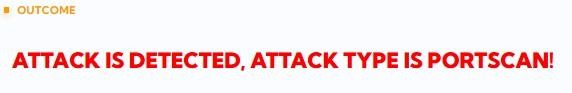 OUTCOME
ATTACK IS DETECTED, ATTACK TYPE IS PORTSCAN!